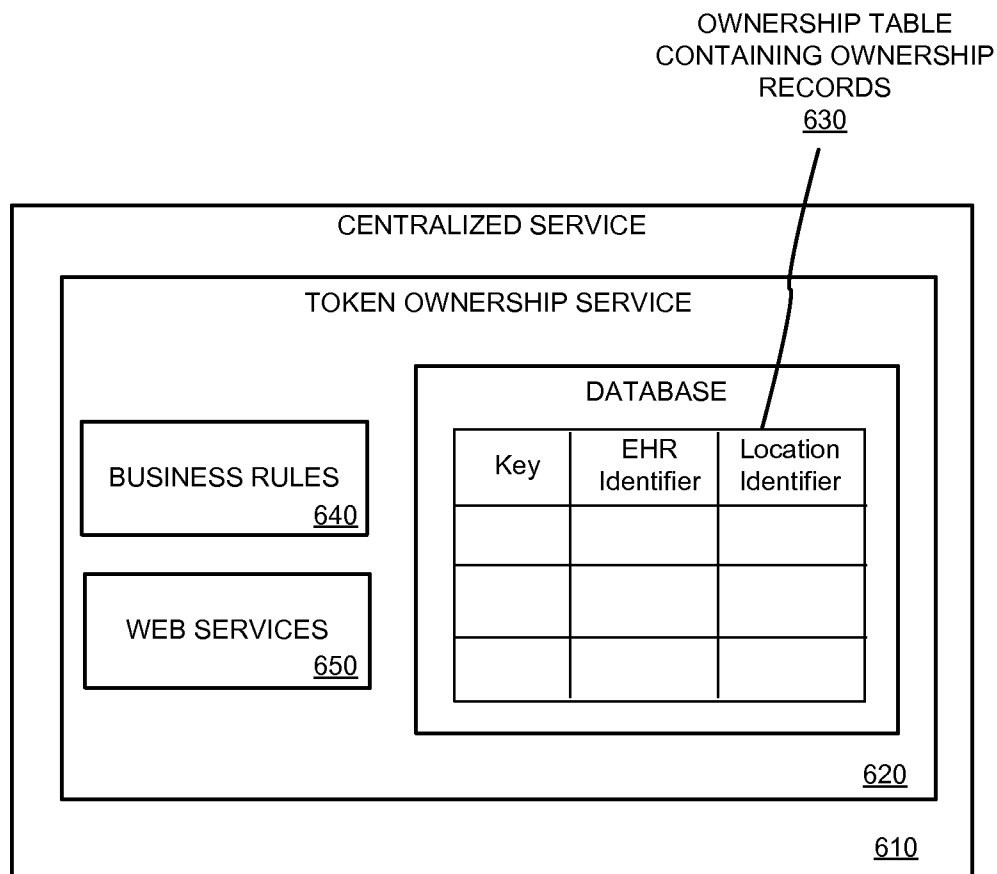 OWNERSHIP TABLE
CONTAINING OWNERSHIP
RECORDS
630
CENTRALIZED SERVICE
TOKEN OWNERSHIP SERVICE
DATABASE
Key
EHR
Identifier
Location
Identifier
BUSINESS RULES
640
WEB SERVICES
650
620
610